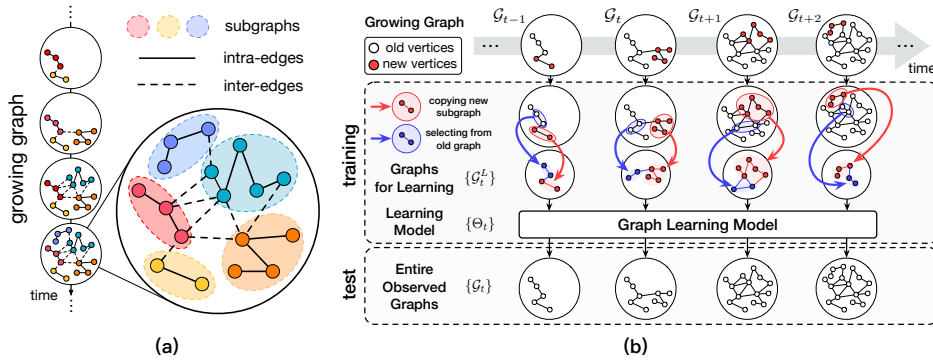 growing graph
time
subgraphs
intra-edges
inter-edges
(a)
Growing Graph
old vertices
new vertices
...
𝒢ₜ₋₁
𝒢ₜ
𝒢ₜ₊₁
𝒢ₜ₊₂
...
time
training
copying new
subgraph
selecting from
old graph
Graphs
for Learning
{𝒢ₜᴸ}
Learning
Model
{Θₜ}
Graph Learning Model
test
Entire
Observed
Graphs
{𝒢ₜ}
(b)